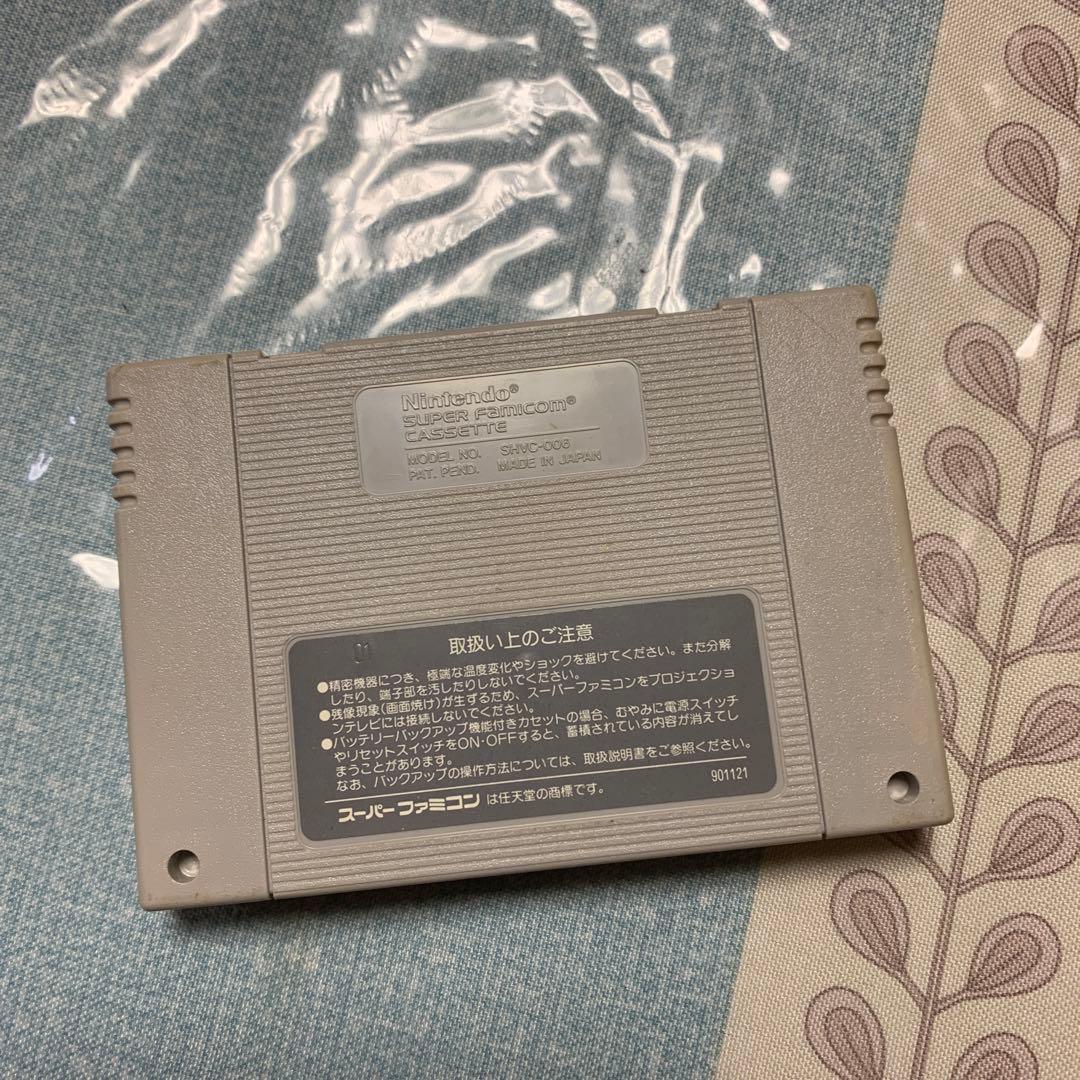 Nintendo®
SUPER FAMICOM®
CASSETTE
MODEL NO. SHVC-006
PAT. PEND. MADE IN JAPAN
01
取扱い上のご注意
●精密機器につき、極端な温度変化やショックを避けてください。また分解
したり、端子部を汚したりしないでください。
●残像現象(画面焼け)が生ずるため、スーパーファミコンをプロジェクショ
ンテレビには接続しないでください。
●バッテリーバックアップ機能付きカセットの場合、むやみに電源スイッチ
やリセットスイッチをON・OFFすると、蓄積されている内容が消えてし
まうことがあります。
なお、バックアップの操作方法については、取扱説明書をご参照ください。
901121
スーパーファミコンは任天堂の商標です。